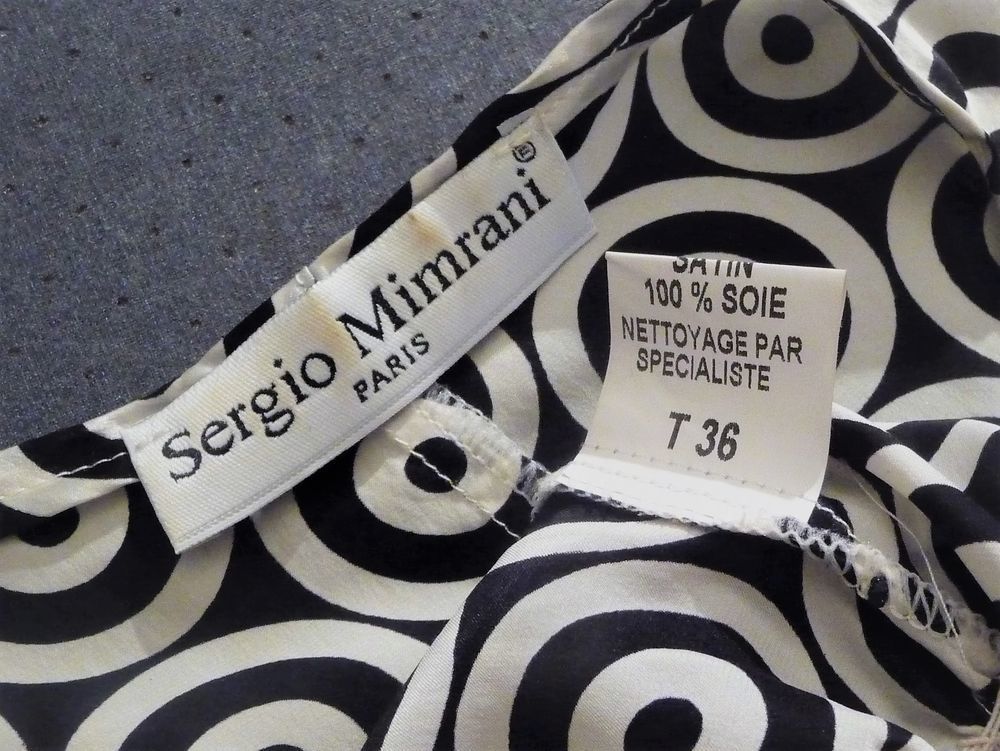 Sergio Mimrani®
PARIS
SATIN
100 % SOIE
NETTOYAGE PAR
SPECIALISTE
T 36